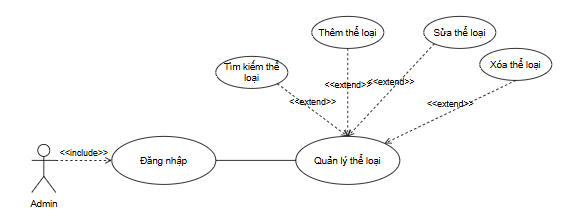 Thêm thể loại
Sửa thể loại
Tìm kiếm thể
loại
Xóa thể loại
<<extend>>
<<extend>>
<<extend>>
<<extend>>
<<include>>
Đăng nhập
Quản lý thể loại
Admin